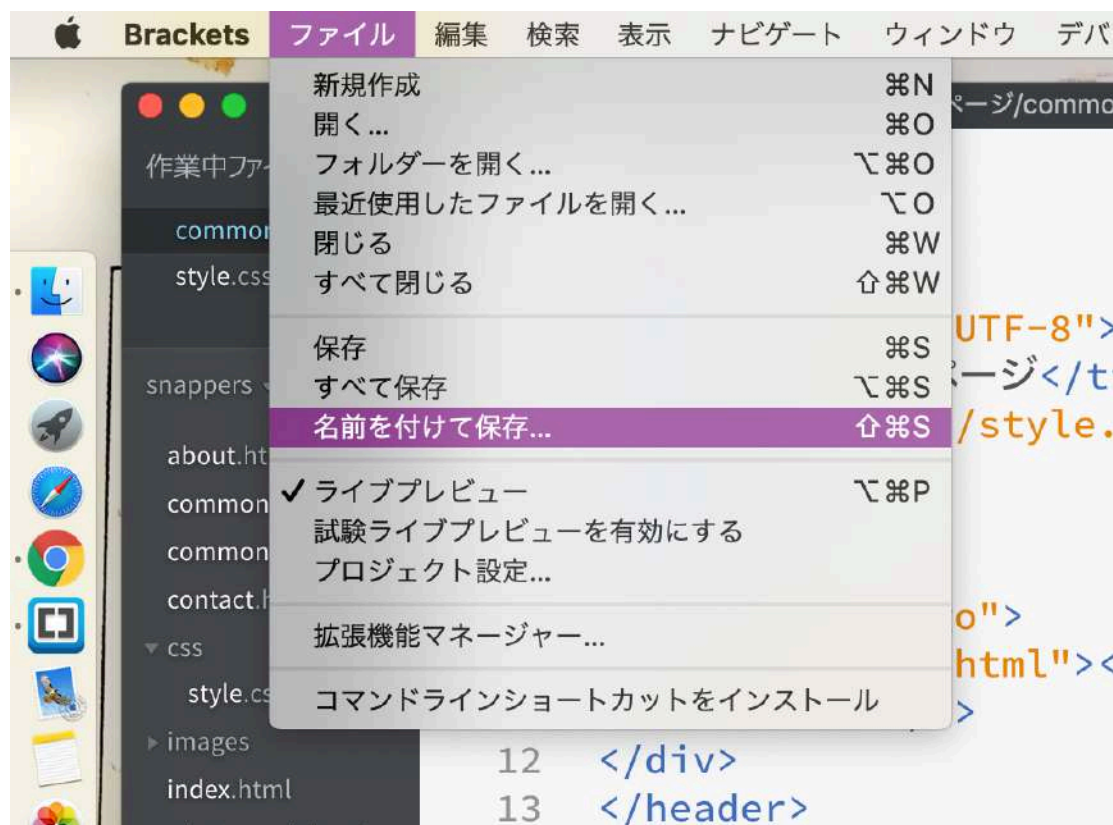 Brackets ファイル 編集 検索 表示 ナビゲート ウィンドウ デバ
新規作成 ⌘N
開く... ⌘O
フォルダーを開く... ⌥⌘O
最近使用したファイルを開く... ⌥O
閉じる ⌘W
すべて閉じる ⇧⌘W
保存 ⌘S
すべて保存 ⌥⌘S
名前を付けて保存... ⇧⌘S
✓ ライブプレビュー ⌥⌘P
試験ライブプレビューを有効にする
プロジェクト設定...
拡張機能マネージャー...
コマンドラインショートカットをインストール
作業中ファ
common
style.css
snappers
about.ht
common
common
contact.h
css
style.cs
images
index.html
ページ/commo
UTF-8">
ページ</t
/style.
o">
html"><
>
12 </div>
13 </header>